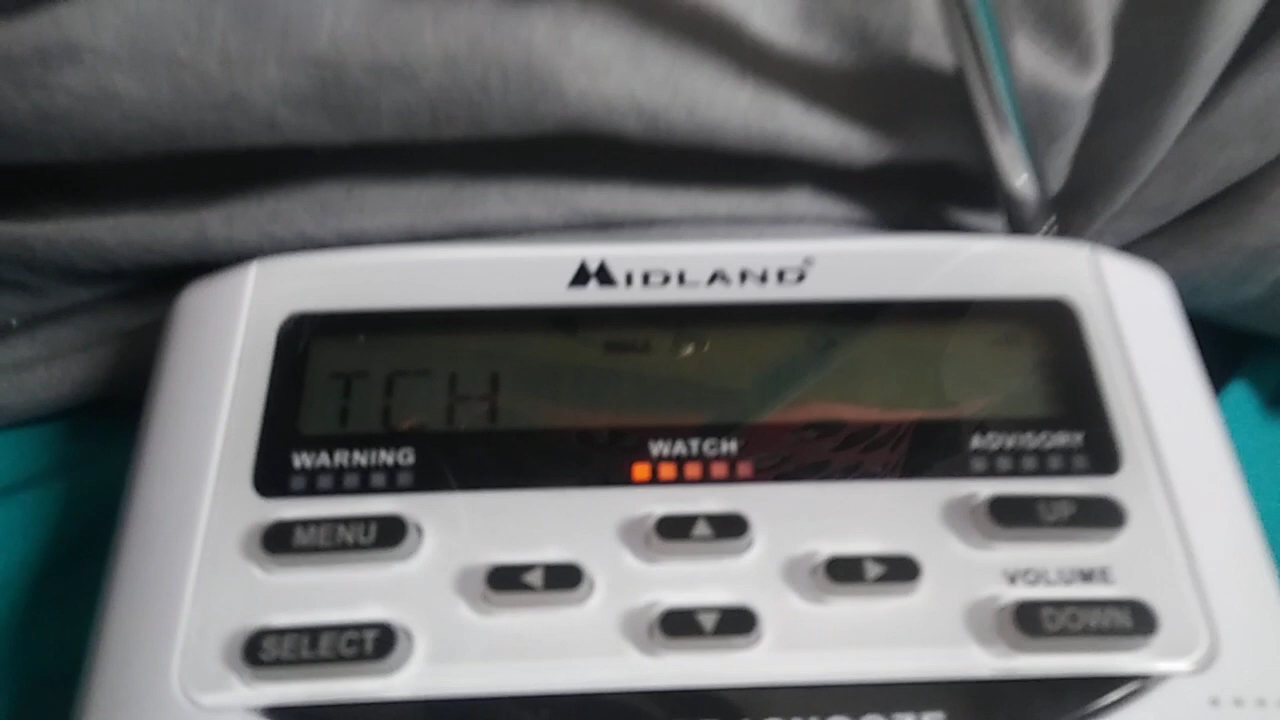 MIDLAND
TCH
WARNING WATCH ADVISORY
MENU UP
VOLUME
SELECT DOWN